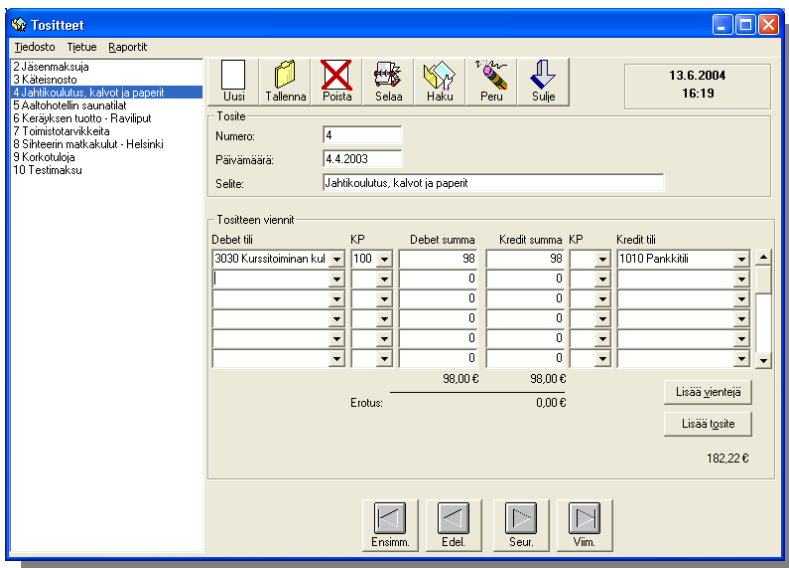 Tositteet
Tiedosto Tietue Raportit
2 Jäsenmaksuja
3 Käteisnosto
4 Jahtikoulutus, kalvot ja paperit
5 Aaltohotellin saunatilat
6 Keräyksen tuotto - Raviliput
7 Toimistotarvikkeita
8 Sihteerin matkakulut - Helsinki
9 Korkotuloja
10 Testimaksu
Uusi Tallenna Poista Selaa Haku Peru Sulje
13.6.2004
16:19
Tosite
Numero: 4
Päivämäärä: 4.4.2003
Selite: Jahtikoulutus, kalvot ja paperit
Tositteen viennit
Debet tili KP Debet summa Kredit summa KP Kredit tili
3030 Kurssitoiminan kul 100 98 98 1010 Pankkitili
0 0
0 0
0 0
0 0
0 0
98,00 € 98,00 €
Erotus: 0,00 €
Lisää vientejä
Lisää tosite
182,22 €
Ensimm. Edel. Seur. Viim.